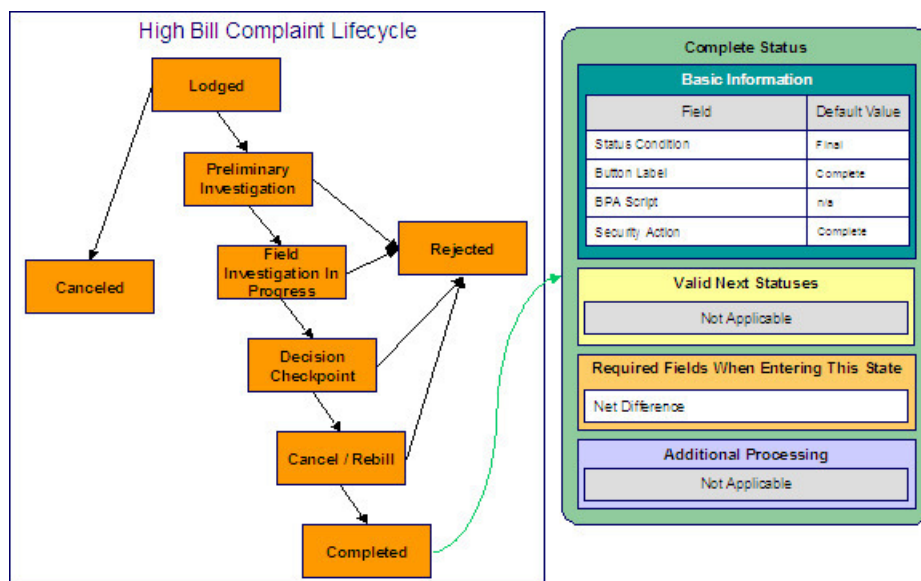 High Bill Complaint Lifecycle
Lodged
Preliminary
Investigation
Field
Investigation In
Progress
Rejected
Canceled
Decision
Checkpoint
Cancel / Rebill
Completed
Complete Status
Basic Information
Field Default Value
Status Condition Final
Button Label Complete
BPA Script n/a
Security Action Complete
Valid Next Statuses
Not Applicable
Required Fields When Entering This State
Net Difference
Additional Processing
Not Applicable